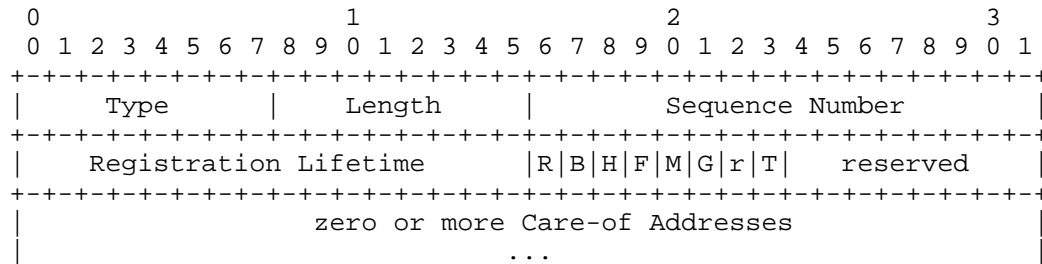 0                   1                   2                   3
 0 1 2 3 4 5 6 7 8 9 0 1 2 3 4 5 6 7 8 9 0 1 2 3 4 5 6 7 8 9 0 1
+-+-+-+-+-+-+-+-+-+-+-+-+-+-+-+-+-+-+-+-+-+-+-+-+-+-+-+-+-+-+-+-+
|     Type      |    Length     |        Sequence Number        |
+-+-+-+-+-+-+-+-+-+-+-+-+-+-+-+-+-+-+-+-+-+-+-+-+-+-+-+-+-+-+-+-+
|    Registration Lifetime      |R|B|H|F|M|G|r|T|   reserved    |
+-+-+-+-+-+-+-+-+-+-+-+-+-+-+-+-+-+-+-+-+-+-+-+-+-+-+-+-+-+-+-+-+
|                  zero or more Care-of Addresses               |
|                              ...                              |